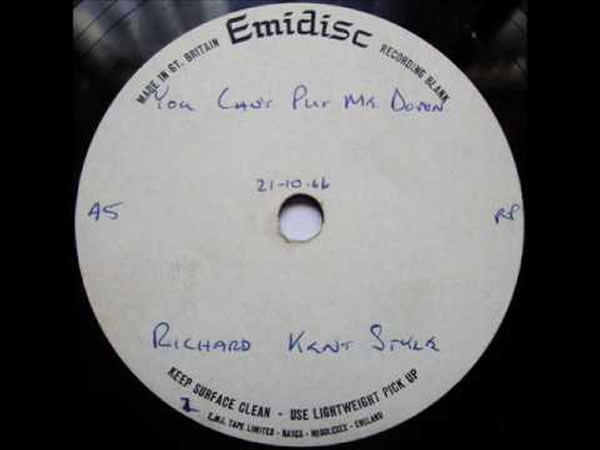 Emidisc
MADE IN GT. BRITAIN
RECORDING BLANK
You Can't Put Me Down
21-10-66
45
RP
RICHARD KENT STYLE
KEEP SURFACE CLEAN - USE LIGHTWEIGHT PICK UP
E.M.I. TAPE LIMITED - HAYES - MIDDLESEX - ENGLAND